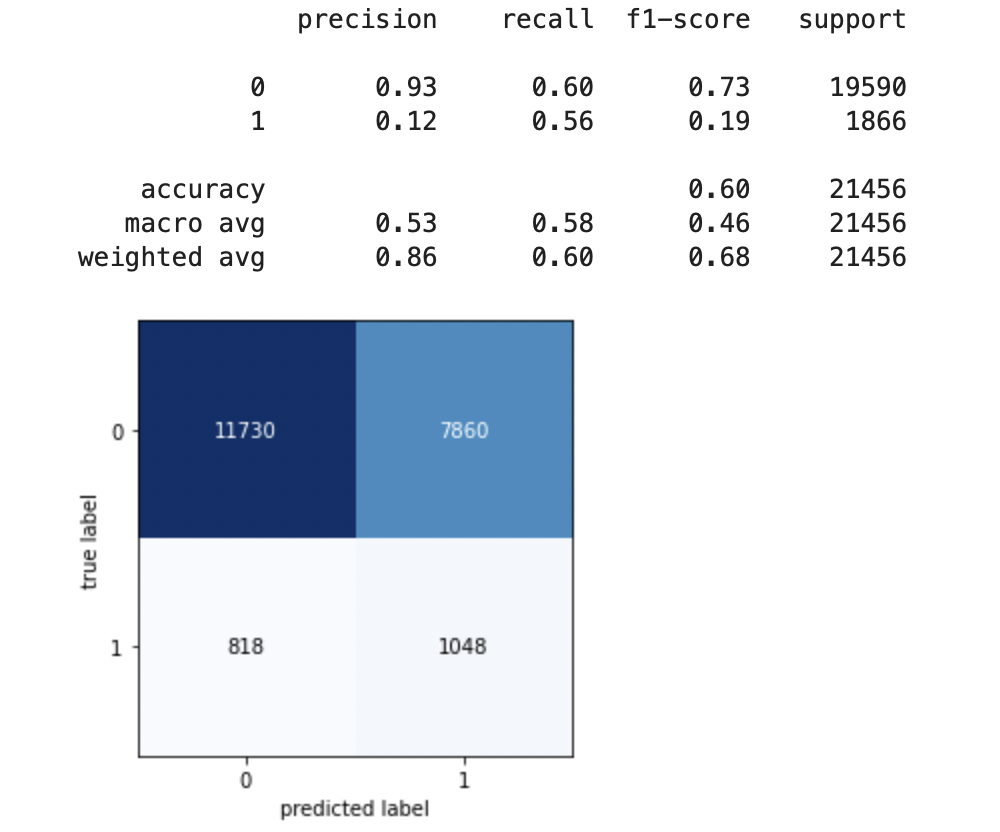 precision recall f1-score support
0 0.93 0.60 0.73 19590
1 0.12 0.56 0.19 1866
accuracy 0.60 21456
macro avg 0.53 0.58 0.46 21456
weighted avg 0.86 0.60 0.68 21456
0 11730 7860
true label
1 818 1048
0 1
predicted label